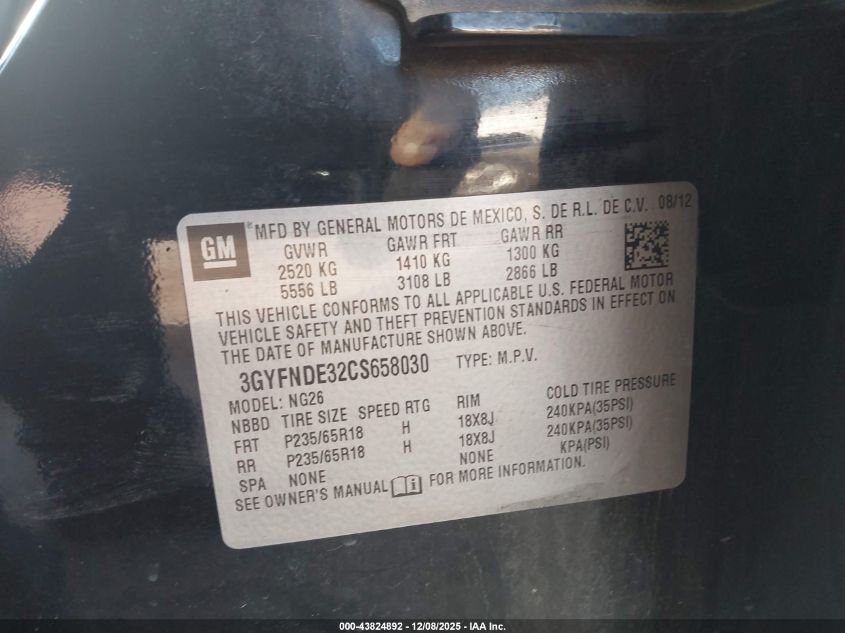 GM
MFD BY GENERAL MOTORS DE MEXICO, S. DE R.L. DE C.V. 08/12
GVWR GAWR FRT GAWR RR
2520 KG 1410 KG 1300 KG
5556 LB 3108 LB 2866 LB
THIS VEHICLE CONFORMS TO ALL APPLICABLE U.S. FEDERAL MOTOR
VEHICLE SAFETY AND THEFT PREVENTION STANDARDS IN EFFECT ON
THE DATE OF MANUFACTURE SHOWN ABOVE.
3GYFNDE32CS658030 TYPE: M.P.V.
MODEL: NG26
NBBD TIRE SIZE SPEED RTG RIM COLD TIRE PRESSURE
FRT P235/65R18 H 18X8J 240KPA(35PSI)
RR P235/65R18 H 18X8J 240KPA(35PSI)
SPA NONE NONE KPA(PSI)
SEE OWNER'S MANUAL i FOR MORE INFORMATION.
000-43824892 - 12/08/2025 - IAA Inc.